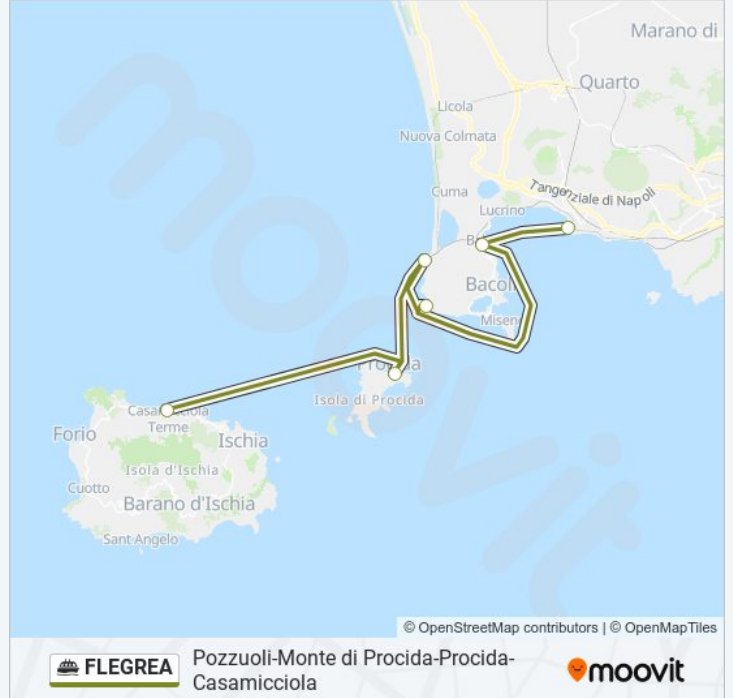 Marano di
Quarto
Licola
Nuova Colmata
Cuma
Tangenziale di Napoli
Lucrino
Bacoli
Procida
Isola di Procida
Casamicciola
Terme
Forio
Ischia
Isola d'Ischia
Cuotto
Barano d'Ischia
Sant Angelo
moovit
© OpenStreetMap contributors | © OpenMapTiles
FLEGREA
Pozzuoli-Monte di Procida-Procida-
Casamicciola
moovit